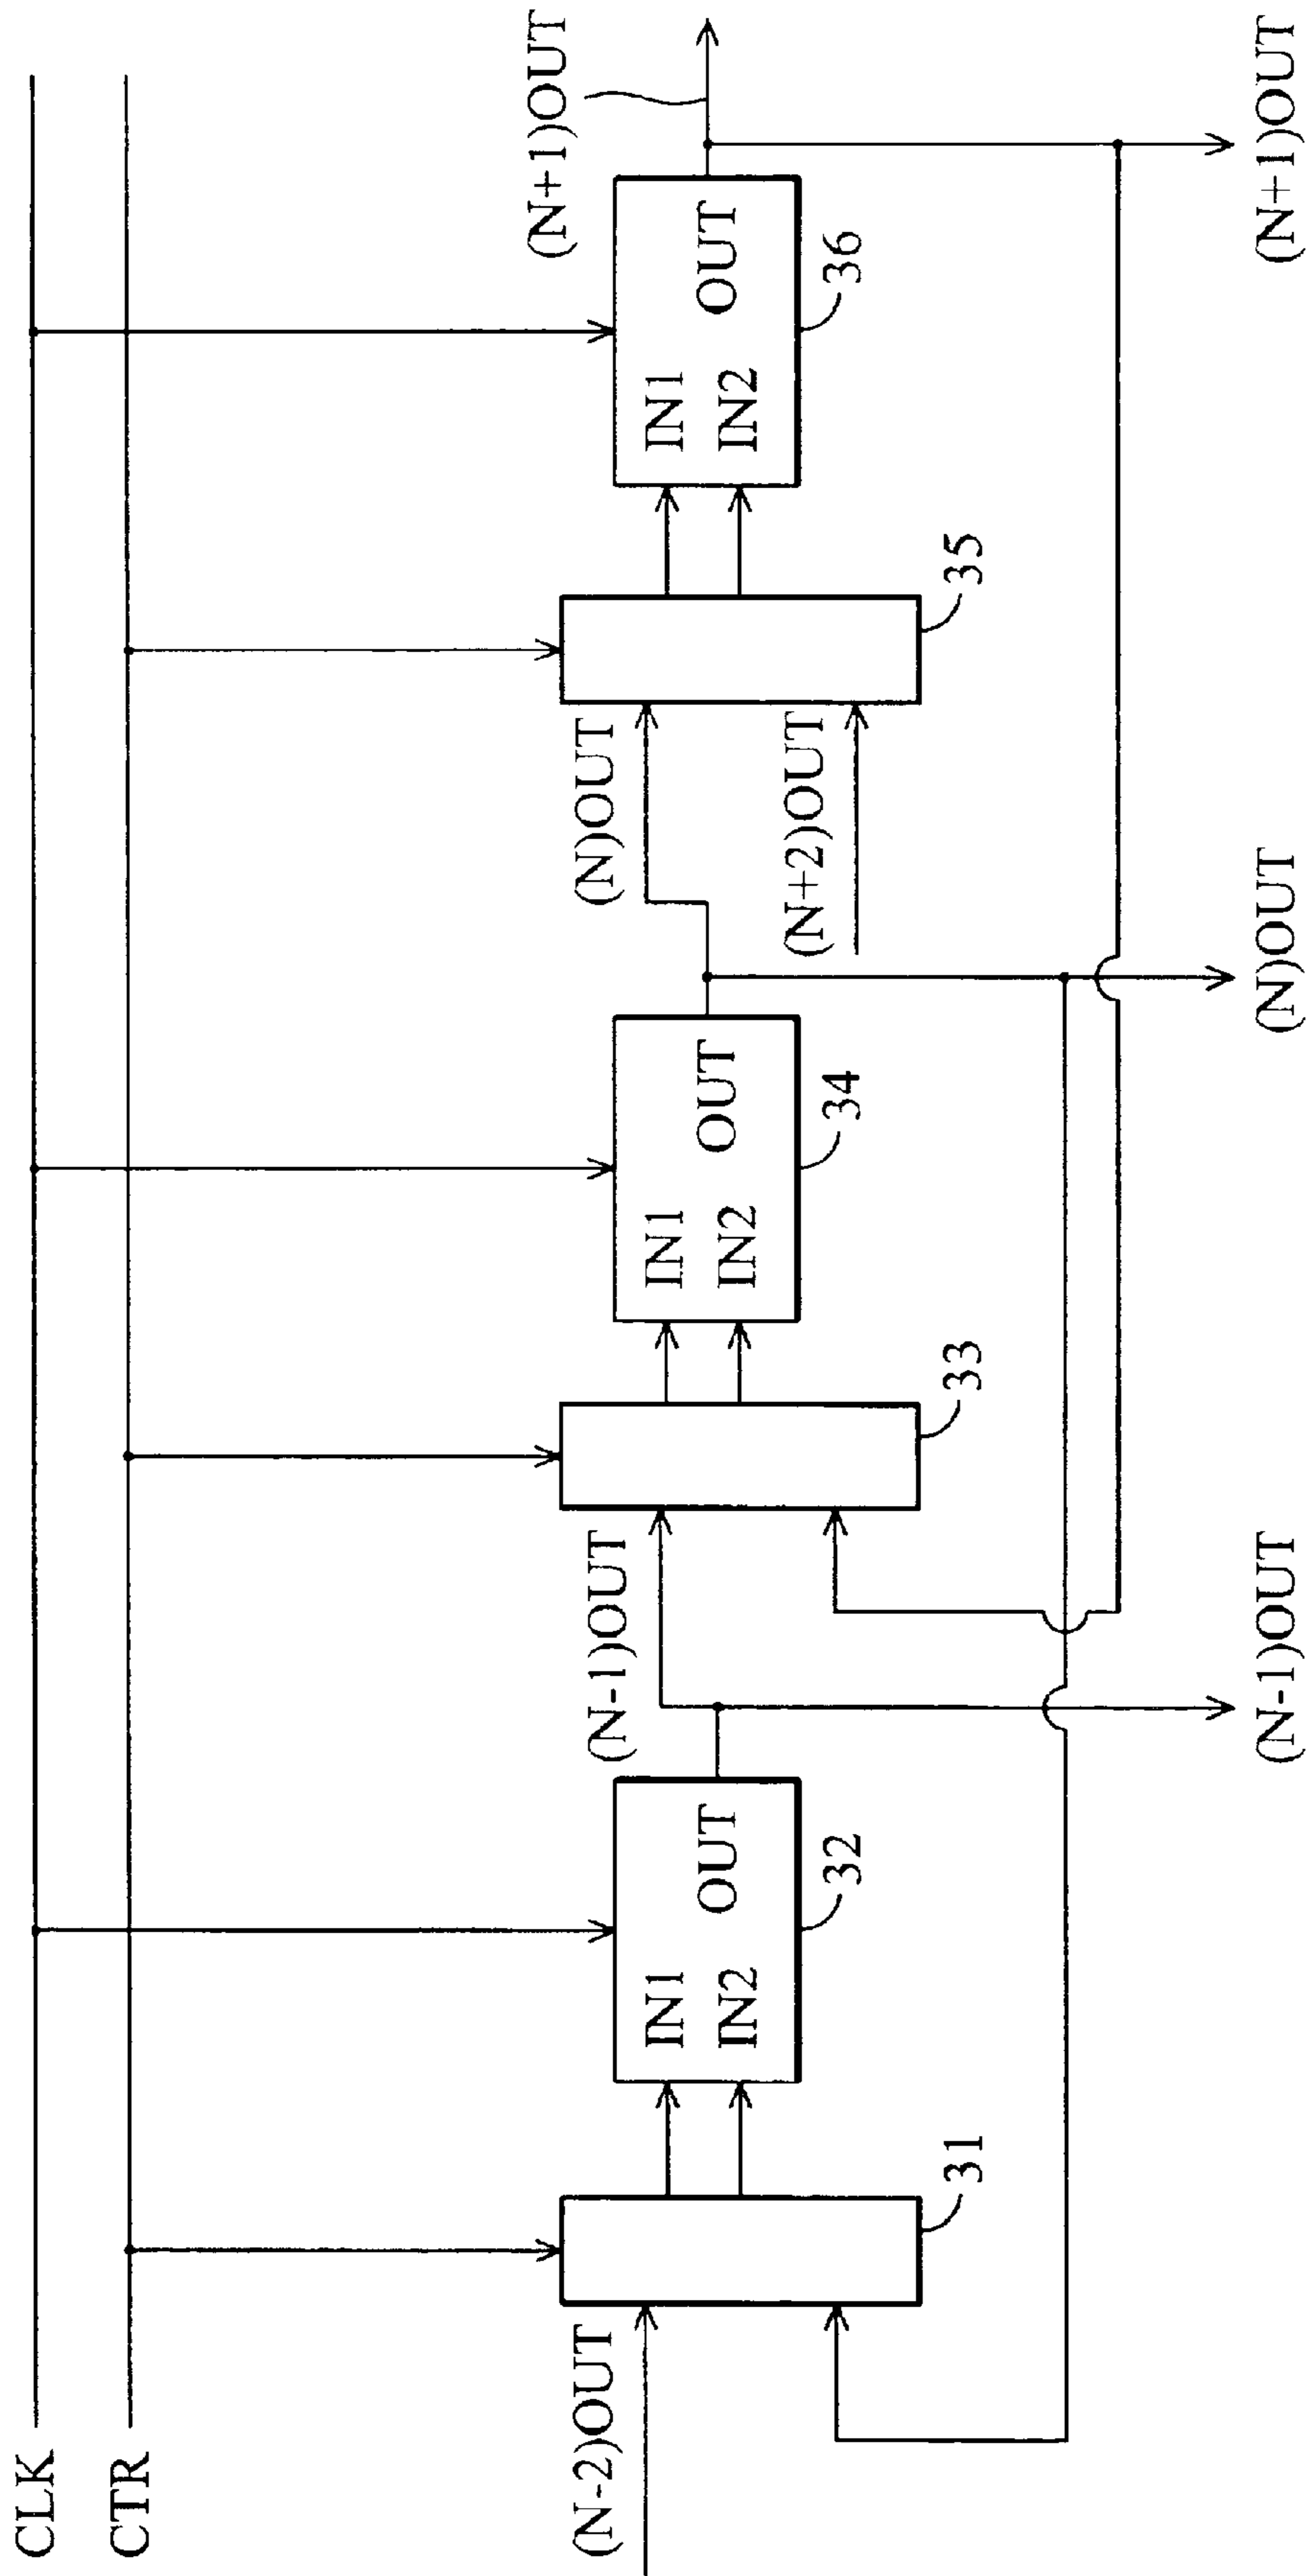 CLK
CTR
(N-2)OUT
31
IN1
IN2
OUT
32
(N-1)OUT
33
IN1
IN2
OUT
34
(N)OUT
(N+2)OUT
35
IN1
IN2
OUT
36
(N+1)OUT
(N-1)OUT
(N)OUT
(N+1)OUT